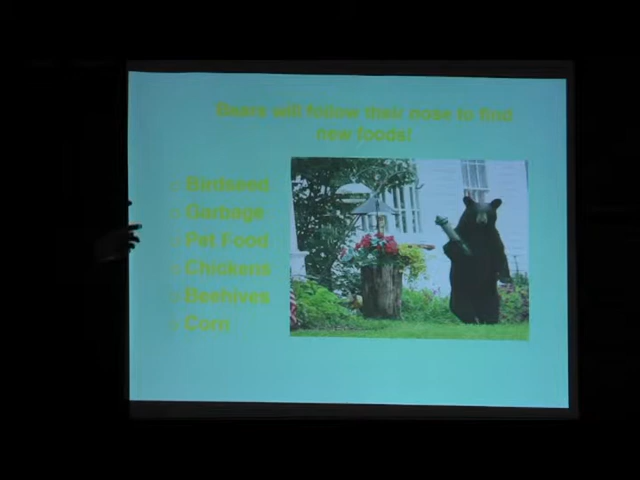 Bears will follow their nose to find
new foods!
Birdseed
Garbage
Pet Food
Chickens
Beehives
Corn